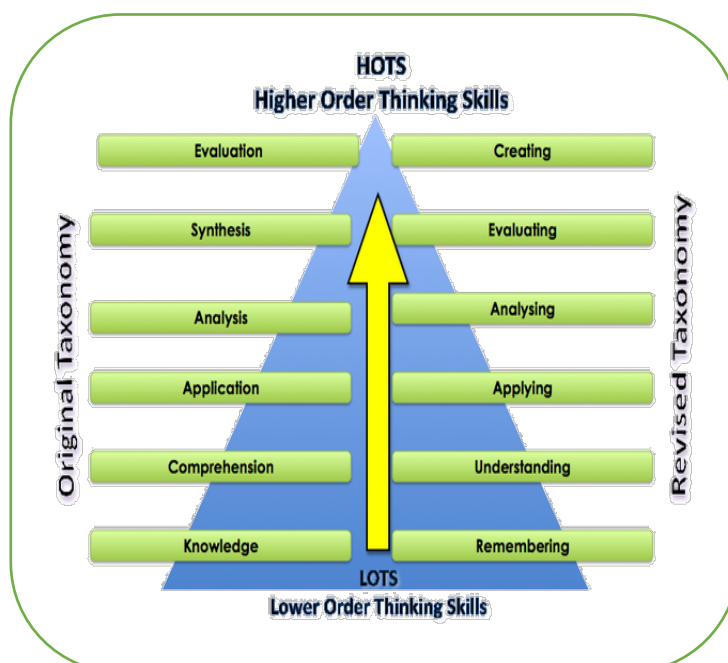 HOTS
Higher Order Thinking Skills
Evaluation
Creating
Synthesis
Evaluating
Analysis
Analysing
Application
Applying
Comprehension
Understanding
Knowledge
Remembering
LOTS
Lower Order Thinking Skills
Original Taxonomy
Revised Taxonomy